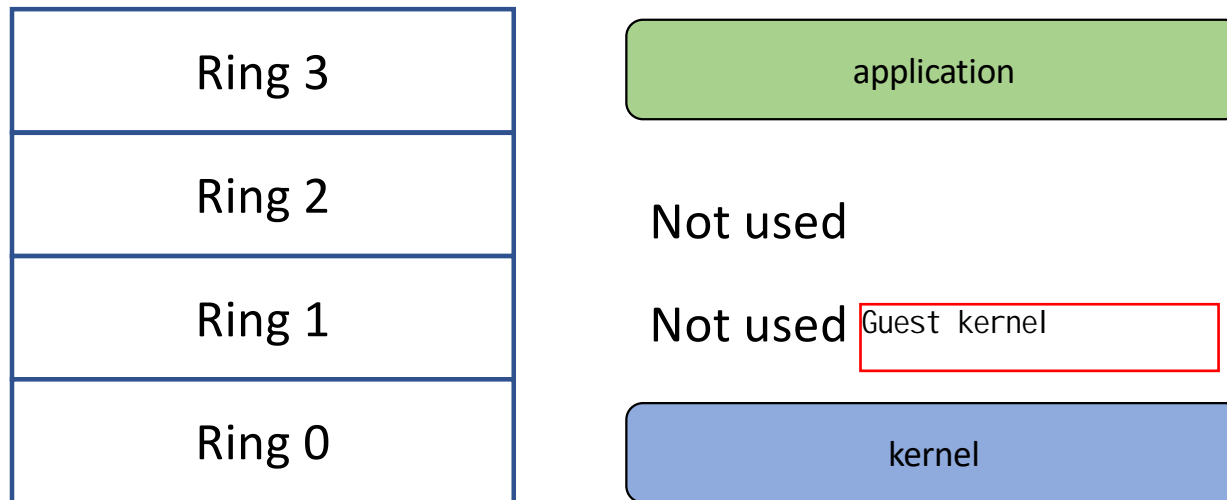 Ring 3
application
Ring 2
Not used
Ring 1
Not used
Guest kernel
Ring 0
kernel